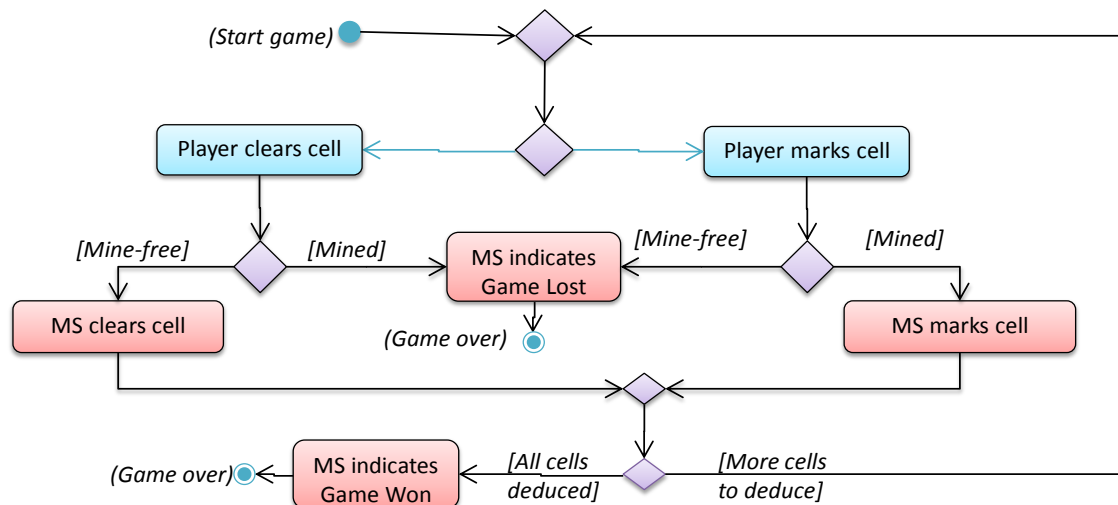 (Start game)
Player clears cell
Player marks cell
[Mine-free]
[Mined]
MS indicates
Game Lost
[Mine-free]
[Mined]
MS clears cell
(Game over)
MS marks cell
(Game over)
MS indicates
Game Won
[All cells
deduced]
[More cells
to deduce]